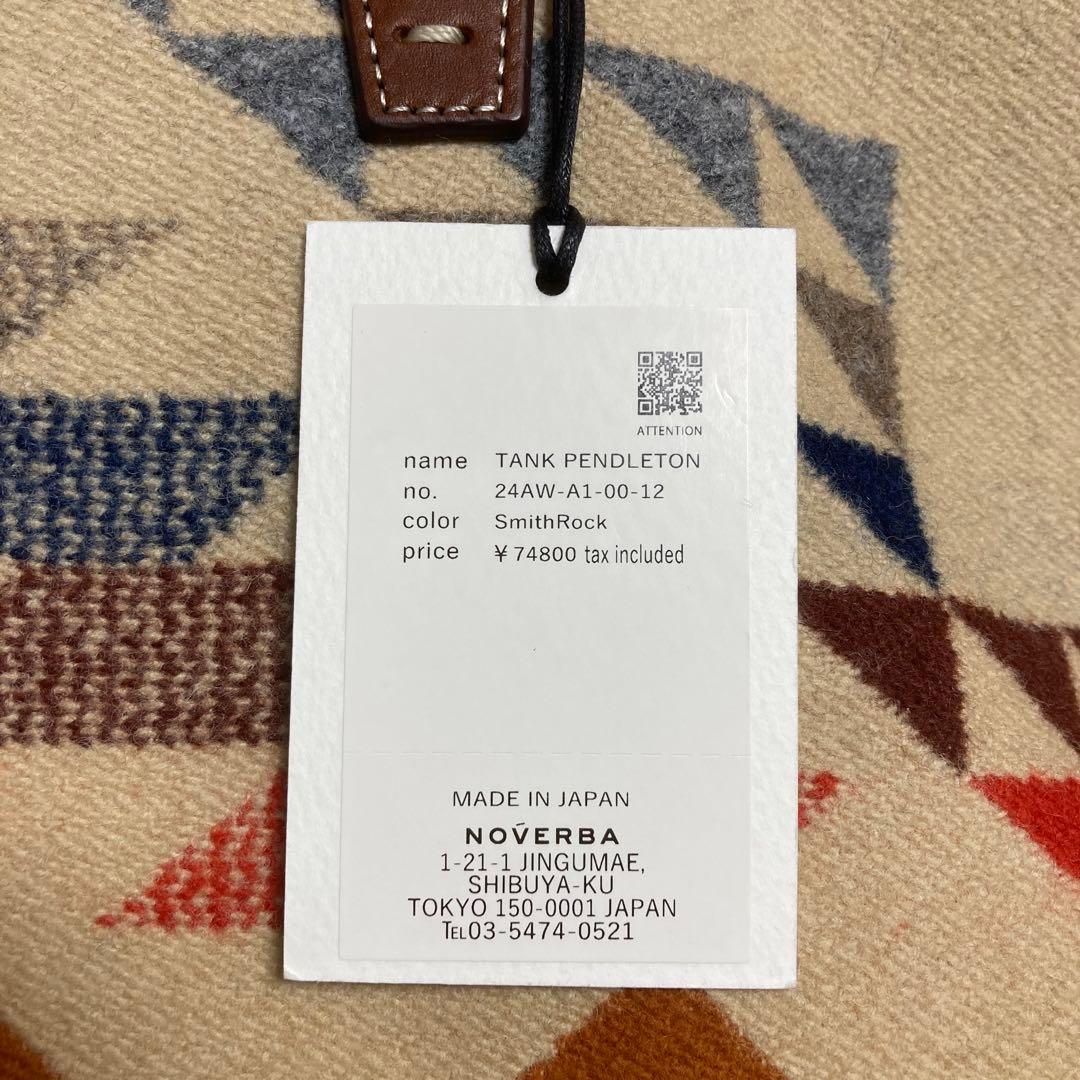 ATTENTION
name TANK PENDLETON
no. 24AW-A1-00-12
color SmithRock
price ¥74800 tax included
MADE IN JAPAN
NOVERBA
1-21-1 JINGUMAE,
SHIBUYA-KU
TOKYO 150-0001 JAPAN
TEL03-5474-0521